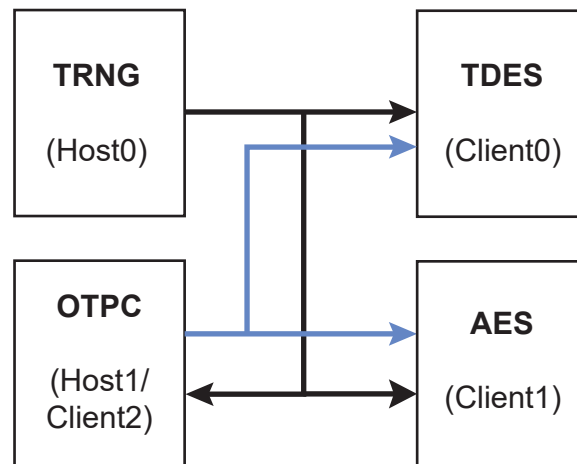 TRNG
(Host0)
TDES
(Client0)
OTPC
(Host1/
Client2)
AES
(Client1)